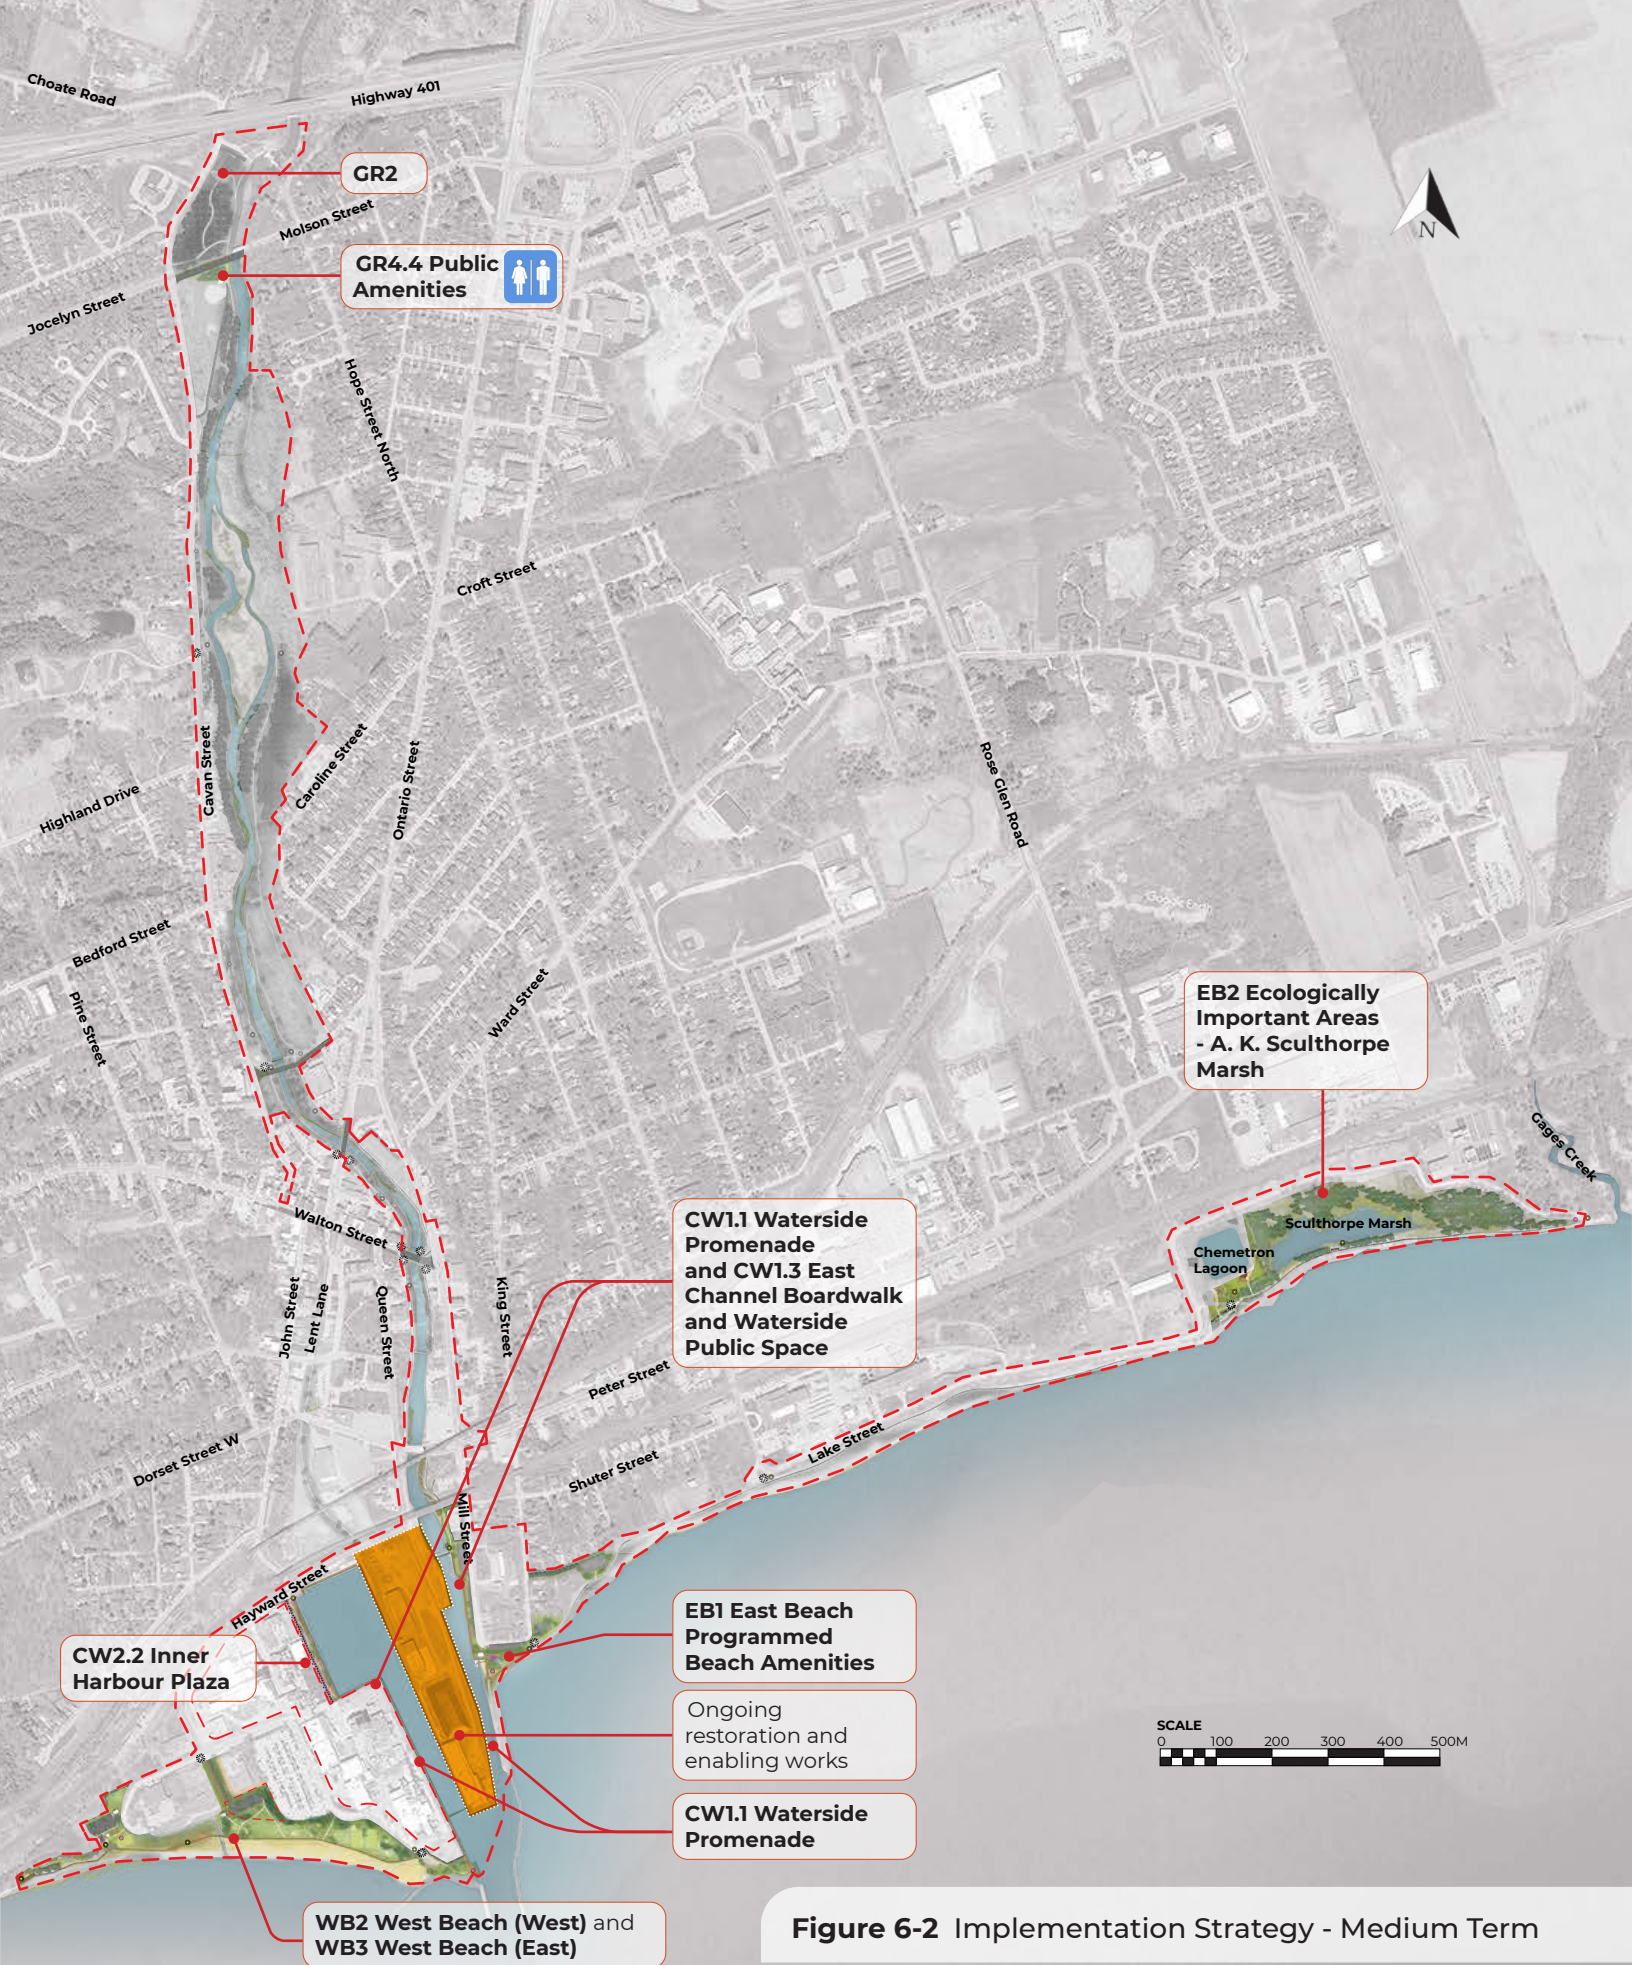 Choate Road
Highway 401
GR2
Molson Street
GR4.4 Public
Amenities
Jocelyn Street
N
Hope Street North
Croft Street
Cavan Street
Caroline Street
Ontario Street
Highland Drive
Rose Glen Road
Google Earth
Bedford Street
Pine Street
Ward Street
EB2 Ecologically
Important Areas
- A. K. Sculthorpe
Marsh
Gages Creek
Sculthorpe Marsh
Chemetron
Lagoon
Walton Street
John Street
Lent Lane
Queen Street
King Street
CW1.1 Waterside
Promenade
and CW1.3 East
Channel Boardwalk
and Waterside
Public Space
Peter Street
Lake Street
Dorset Street W
Shuter Street
Mill Street
Hayward Street
EB1 East Beach
Programmed
Beach Amenities
CW2.2 Inner
Harbour Plaza
Ongoing
restoration and
enabling works
SCALE
0 100 200 300 400 500M
CW1.1 Waterside
Promenade
WB2 West Beach (West) and
WB3 West Beach (East)
Figure 6-2 Implementation Strategy - Medium Term